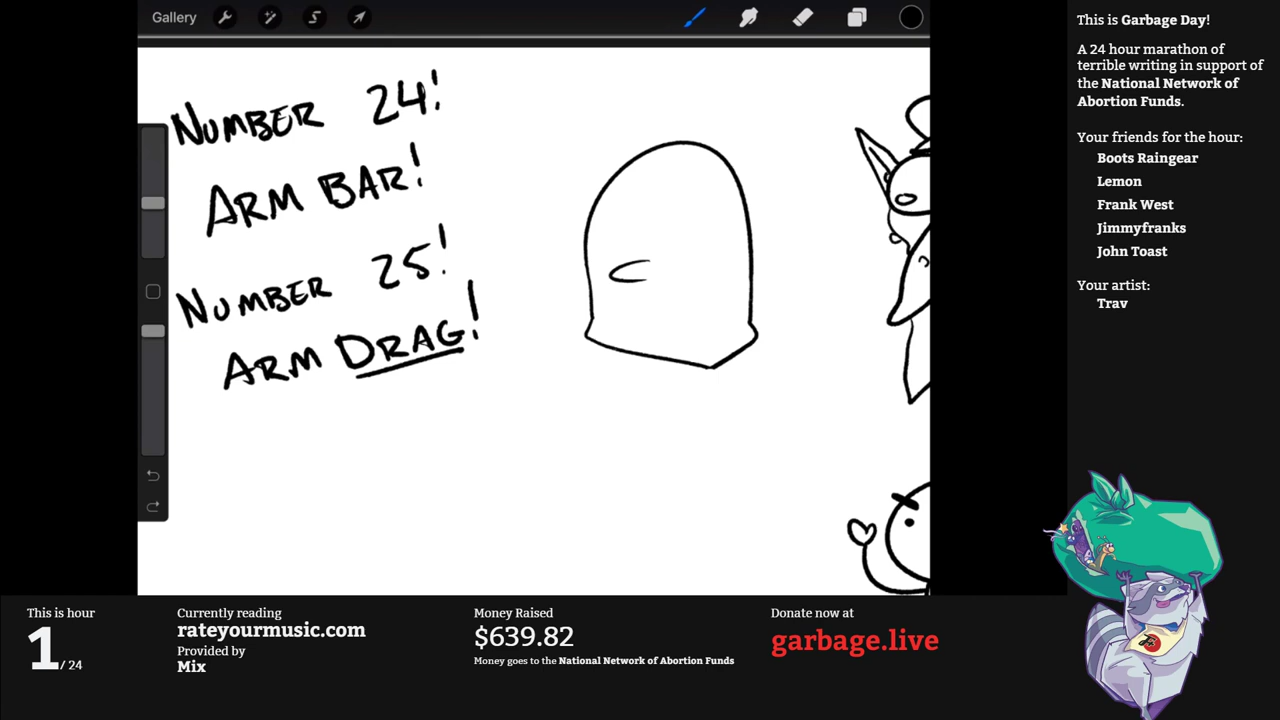 Gallery
NUMBER 24!
ARM BAR!
NUMBER 25!
ARM DRAG!
This is Garbage Day!
A 24 hour marathon of
terrible writing in support of
the National Network of
Abortion Funds.
Your friends for the hour:
Boots Raingear
Lemon
Frank West
Jimmyfranks
John Toast
Your artist:
Trav
This is hour
1 / 24
Currently reading
rateyourmusic.com
Provided by
Mix
Money Raised
$639.82
Money goes to the National Network of Abortion Funds
Donate now at
garbage.live